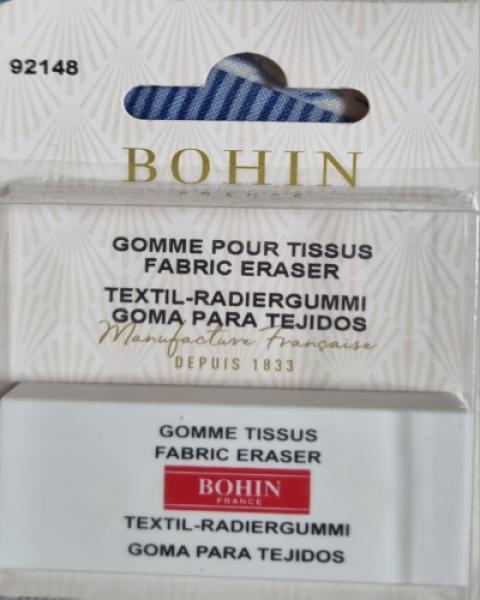 92148
BOHIN
FRANCE
GOMME POUR TISSUS
FABRIC ERASER
TEXTIL-RADIERGUMMI
GOMA PARA TEJIDOS
Manufacture Française
DEPUIS 1833
GOMME TISSUS
FABRIC ERASER
BOHIN
FRANCE
TEXTIL-RADIERGUMMI
GOMA PARA TEJIDOS